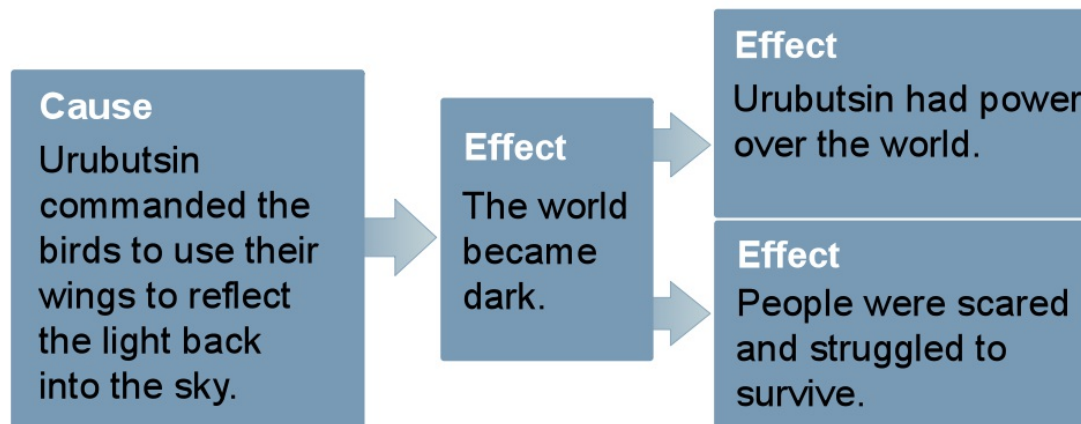 Cause
Urubutsin
commanded the
birds to use their
wings to reflect
the light back
into the sky.
Effect
The world
became
dark.
Effect
Urubutsin had power
over the world.
Effect
People were scared
and struggled to
survive.